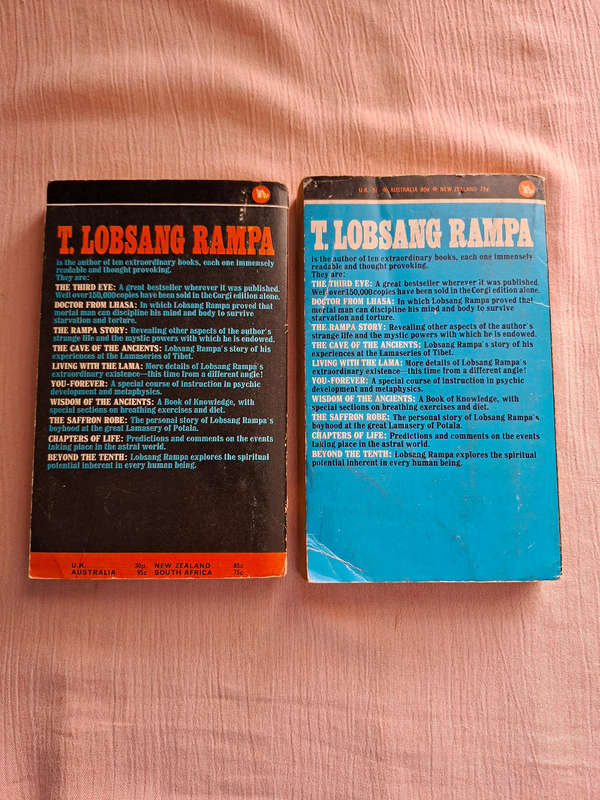 T. LOBSANG RAMPA
is the author of ten extraordinary books, each one immensely
readable and thought provoking.
They are:
THE THIRD EYE: A great bestseller wherever it was published.
Well over 150,000 copies have been sold in the Corgi edition alone.
DOCTOR FROM LHASA: In which Lobsang Rampa proved that
mortal man can discipline his mind and body to survive
starvation and torture.
THE RAMPA STORY: Revealing other aspects of the author's
strange life and the mystic powers with which he is endowed.
THE CAVE OF THE ANCIENTS: Lobsang Rampa's story of his
experiences at the Lamaseries of Tibet.
LIVING WITH THE LAMA: More details of Lobsang Rampa's
extraordinary existence—this time from a different angle!
YOU-FOREVER: A special course of instruction in psychic
development and metaphysics.
WISDOM OF THE ANCIENTS: A Book of Knowledge, with
special sections on breathing exercises and diet.
THE SAFFRON ROBE: The personal story of Lobsang Rampa's
boyhood at the great Lamasery of Potala.
CHAPTERS OF LIFE: Predictions and comments on the events
taking place in the astral world.
BEYOND THE TENTH: Lobsang Rampa explores the spiritual
potential inherent in every human being.
U.K. 30p NEW ZEALAND 85c
AUSTRALIA 95c SOUTH AFRICA 75c
U.K. AUSTRALIA 80c NEW ZEALAND 75c
T. LOBSANG RAMPA
is the author of ten extraordinary books, each one immensely
readable and thought provoking.
They are:
THE THIRD EYE: A great bestseller wherever it was published.
Well over 150,000 copies have been sold in the Corgi edition alone.
DOCTOR FROM LHASA: In which Lobsang Rampa proved that
mortal man can discipline his mind and body to survive
starvation and torture.
THE RAMPA STORY: Revealing other aspects of the author's
strange life and the mystic powers with which he is endowed.
THE CAVE OF THE ANCIENTS: Lobsang Rampa's story of his
experiences at the Lamaseries of Tibet.
LIVING WITH THE LAMA: More details of Lobsang Rampa's
extraordinary existence—this time from a different angle!
YOU-FOREVER: A special course of instruction in psychic
development and metaphysics.
WISDOM OF THE ANCIENTS: A Book of Knowledge, with
special sections on breathing exercises and diet.
THE SAFFRON ROBE: The personal story of Lobsang Rampa's
boyhood at the great Lamasery of Potala.
CHAPTERS OF LIFE: Predictions and comments on the events
taking place in the astral world.
BEYOND THE TENTH: Lobsang Rampa explores the spiritual
potential inherent in every human being.